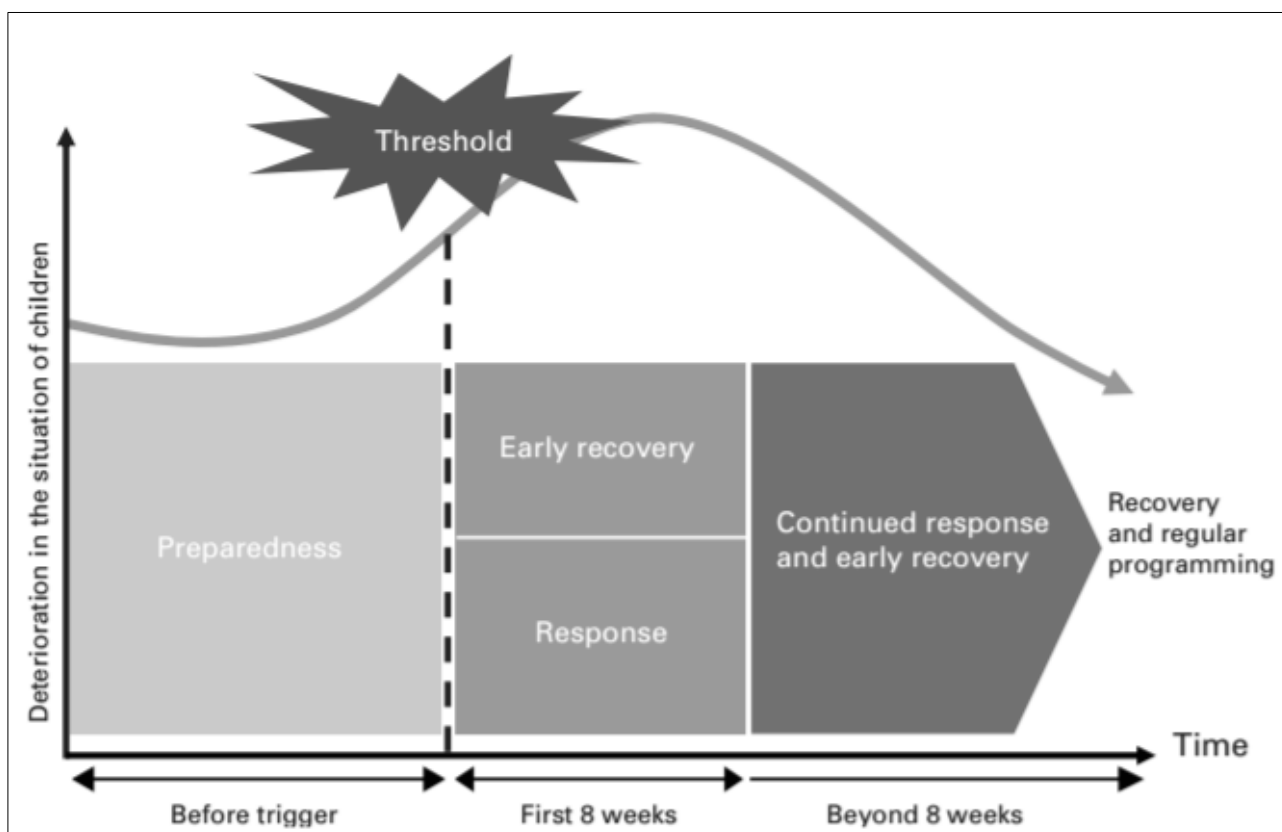 Threshold
Deterioration in the situation of children
Early recovery
Preparedness
Response
Continued response
and early recovery
Recovery
and regular
programming
Time
Before trigger
First 8 weeks
Beyond 8 weeks